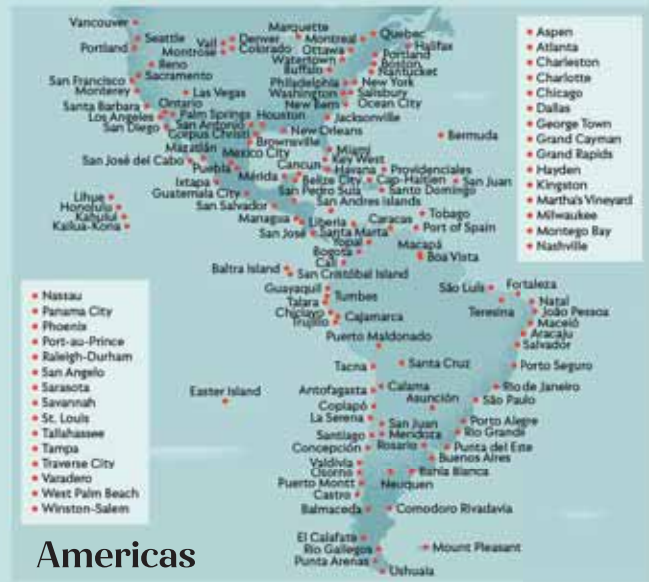 Vancouver
Seattle
Portland
Vail
Montrose
Denver
Colorado
Marquette
Montreal
Ottawa
Watertown
Buffalo
Quebec
Halifax
Portland
Boston
Nantucket
Reno
Sacramento
San Francisco
Monterey
Las Vegas
Philadelphia
Washington
New York
Salisbury
New Bern
Ocean City
Santa Barbara
Ontario
Los Angeles
Palm Springs
San Diego
San Antonio
Houston
Corpus Christi
New Orleans
Jacksonville
Bermuda
Brownsville
Mazatlán
Mexico City
Miami
Key West
San José del Cabo
Puebla
Cancun
Havana
Providenciales
Ixtapa
Mérida
Belize City
Cap-Haitien
San Juan
Guatemala City
San Pedro Sula
Santo Domingo
Lihue
Honolulu
Kahului
Kailua-Kona
San Salvador
San Andres Islands
Managua
Liberia
Caracas
Tobago
San José
Santa Marta
Port of Spain
Yopal
Bogota
Cali
Macapá
Boa Vista
Baltra Island
San Cristóbal Island
Guayaquil
Talara
Tumbes
Chiclayo
Trujillo
Cajamarca
São Luis
Fortaleza
Teresina
Natal
João Pessoa
Maceió
Aracaju
Salvador
Puerto Maldonado
Tacna
Santa Cruz
Porto Seguro
Easter Island
Antofagasta
Calama
Asunción
Rio de Janeiro
São Paulo
Copiapó
La Serena
Santiago
San Juan
Mendoza
Porto Alegre
Rio Grande
Concepción
Rosario
Punta del Este
Buenos Aires
Valdivia
Osorno
Bahía Blanca
Puerto Montt
Neuquen
Castro
Balmaceda
Comodoro Rivadavia
El Calafate
Rio Gallegos
Mount Pleasant
Punta Arenas
Ushuala
Aspen
Atlanta
Charleston
Charlotte
Chicago
Dallas
George Town
Grand Cayman
Grand Rapids
Hayden
Kingston
Martha's Vineyard
Milwaukee
Montego Bay
Nashville
Nassau
Panama City
Phoenix
Port-au-Prince
Raleigh-Durham
San Angelo
Sarasota
Savannah
St. Louis
Tallahassee
Tampa
Traverse City
Varadero
West Palm Beach
Winston-Salem
Americas